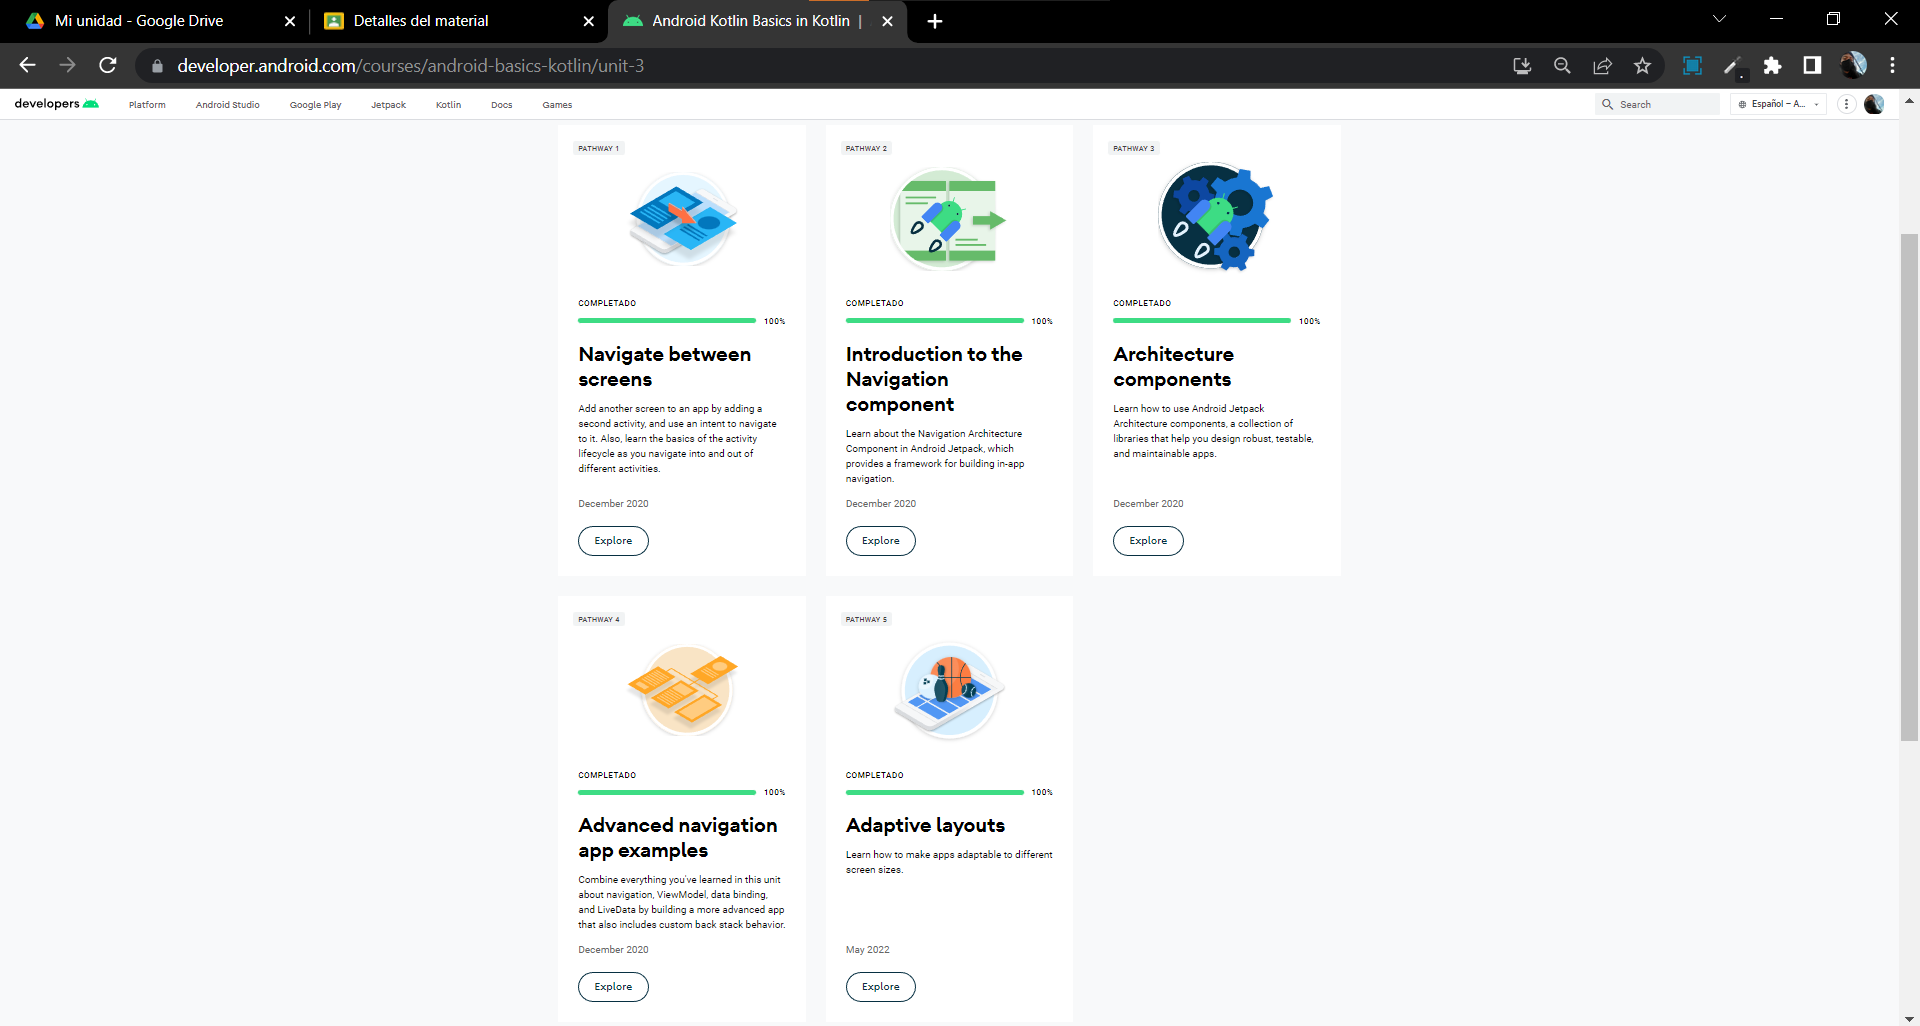 Mi unidad - Google Drive
Detalles del material
Android Kotlin Basics in Kotlin |
developer.android.com/courses/android-basics-kotlin/unit-3
developers
Platform
Android Studio
Google Play
Jetpack
Kotlin
Docs
Games
Search
Español – A...
PATHWAY 1
COMPLETADO
100%
Navigate between
screens
Add another screen to an app by adding a
second activity, and use an intent to navigate
to it. Also, learn the basics of the activity
lifecycle as you navigate into and out of
different activities.
December 2020
Explore
PATHWAY 2
COMPLETADO
100%
Introduction to the
Navigation
component
Learn about the Navigation Architecture
Component in Android Jetpack, which
provides a framework for building in-app
navigation.
December 2020
Explore
PATHWAY 3
COMPLETADO
100%
Architecture
components
Learn how to use Android Jetpack
Architecture components, a collection of
libraries that help you design robust, testable,
and maintainable apps.
December 2020
Explore
PATHWAY 4
COMPLETADO
100%
Advanced navigation
app examples
Combine everything you've learned in this unit
about navigation, ViewModel, data binding,
and LiveData by building a more advanced app
that also includes custom back stack behavior.
December 2020
Explore
PATHWAY 5
COMPLETADO
100%
Adaptive layouts
Learn how to make apps adaptable to different
screen sizes.
May 2022
Explore